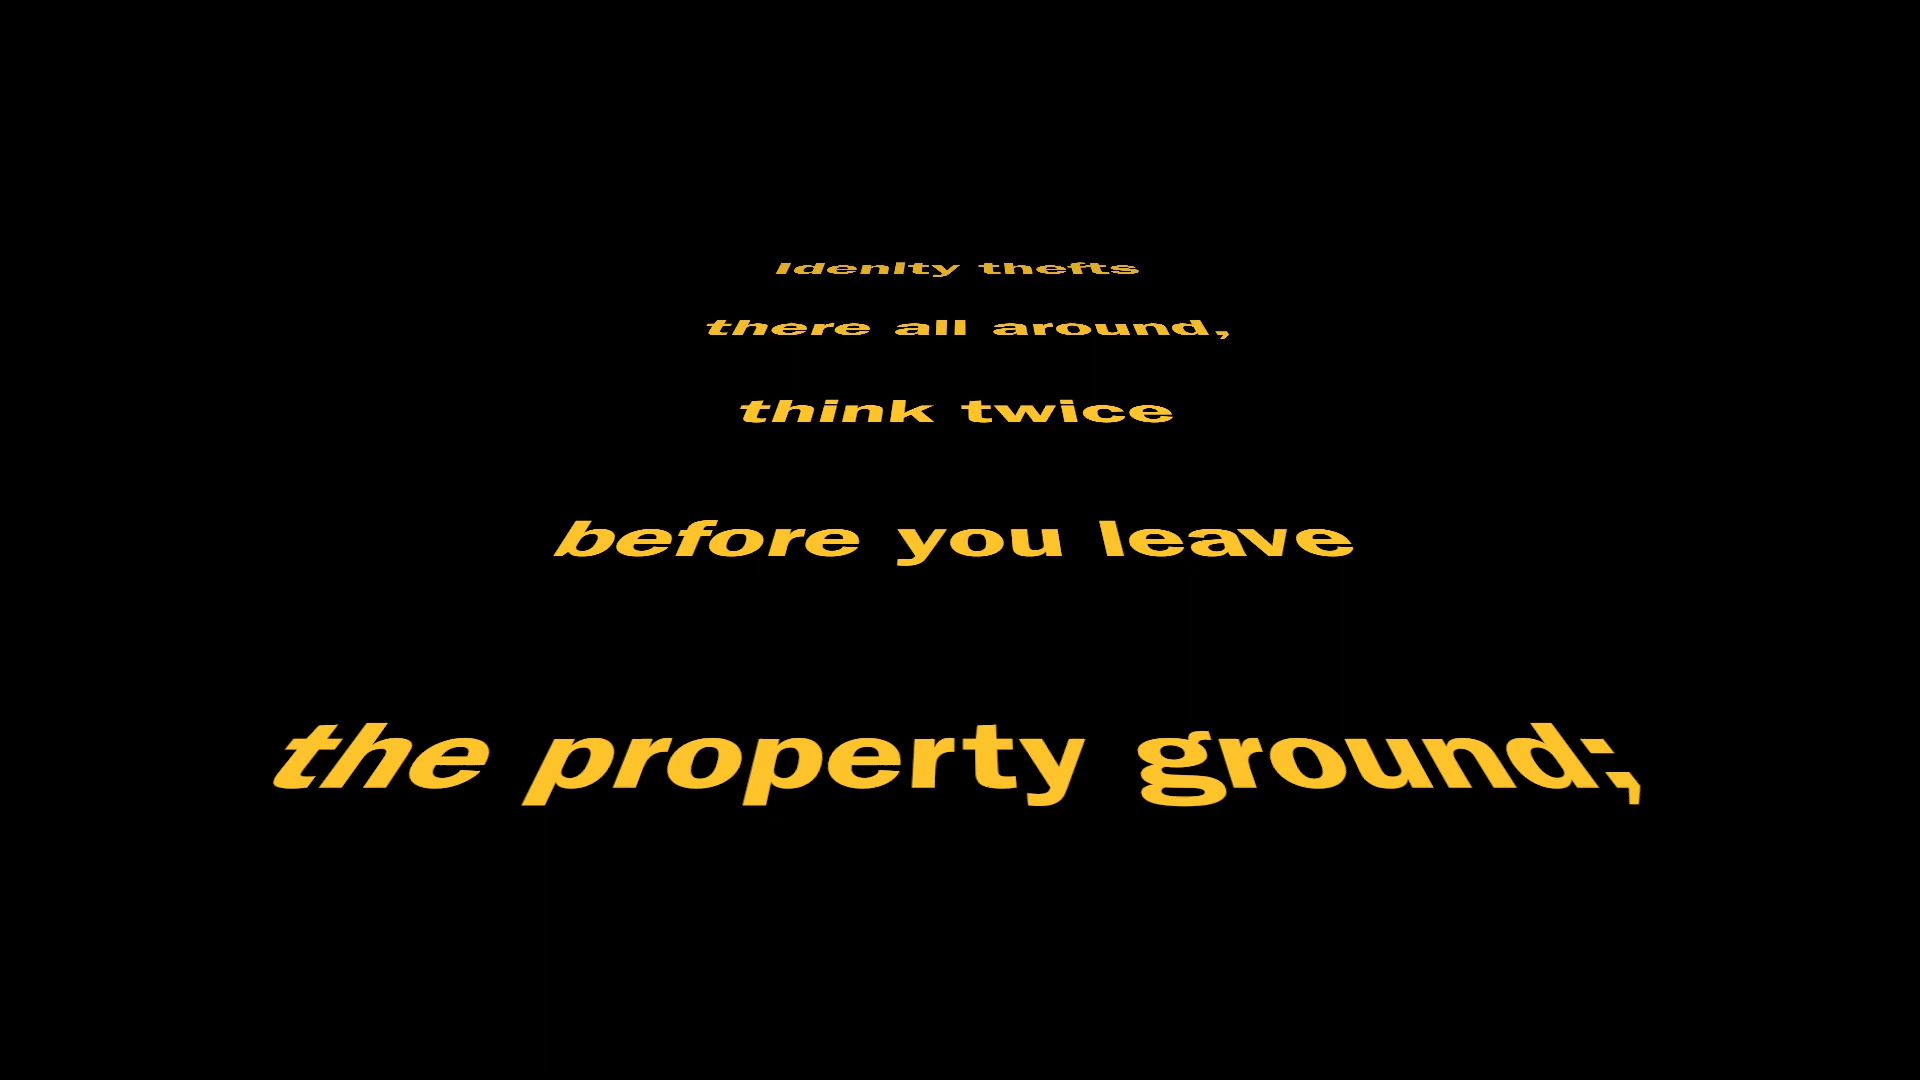 Idenity thefts
there all around,
think twice
before you leave
the property ground;